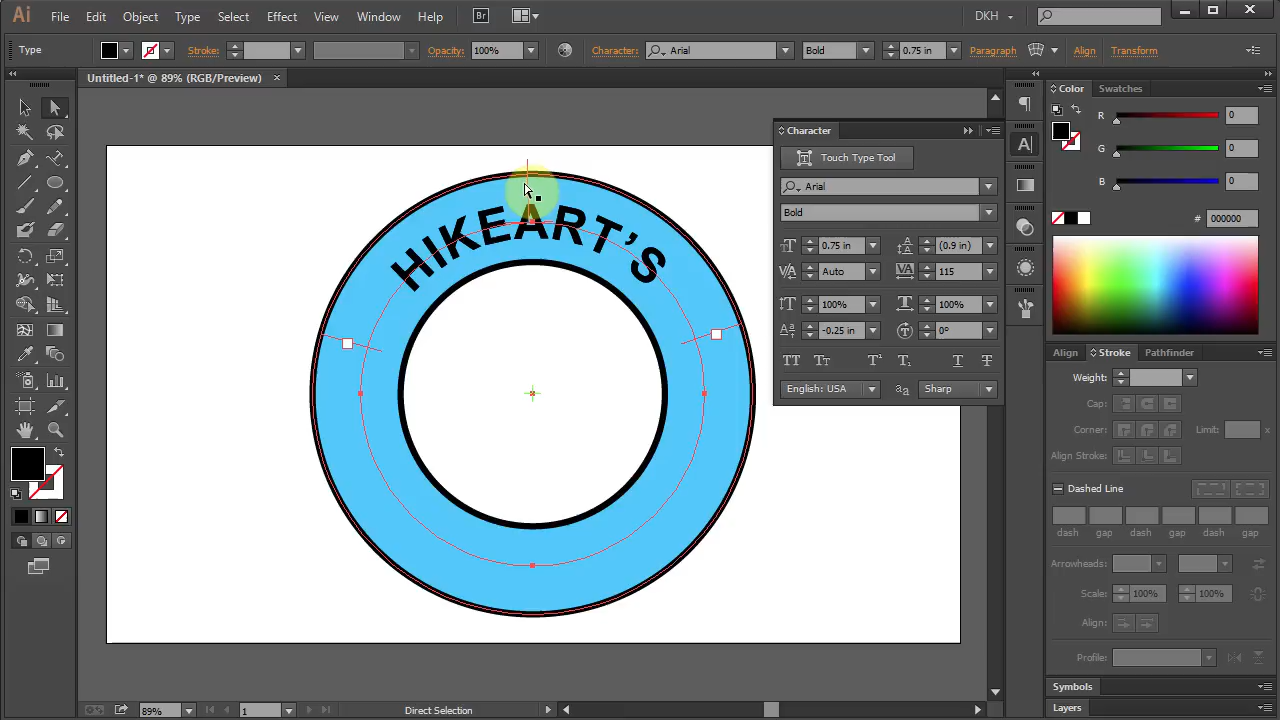 Ai File Edit Object Type Select Effect View Window Help Br DKH
Type Stroke: Opacity: 100% Character: Arial Bold 0.75 in Paragraph Align Transform
Untitled-1* @ 89% (RGB/Preview) ×
HIKEART’S
Character
Touch Type Tool
Arial
Bold
0.75 in (0.9 in)
Auto 115
100% 100%
-0.25 in 0°
English: USA Sharp
Color Swatches
R 0
G 0
B 0
# 000000
Align Stroke Pathfinder
Weight:
Cap:
Corner: Limit: x
Align Stroke:
Dashed Line
dash gap dash gap dash gap
Arrowheads:
Scale: 100% 100%
Align:
Profile:
Symbols
Layers
89% 1 Direct Selection